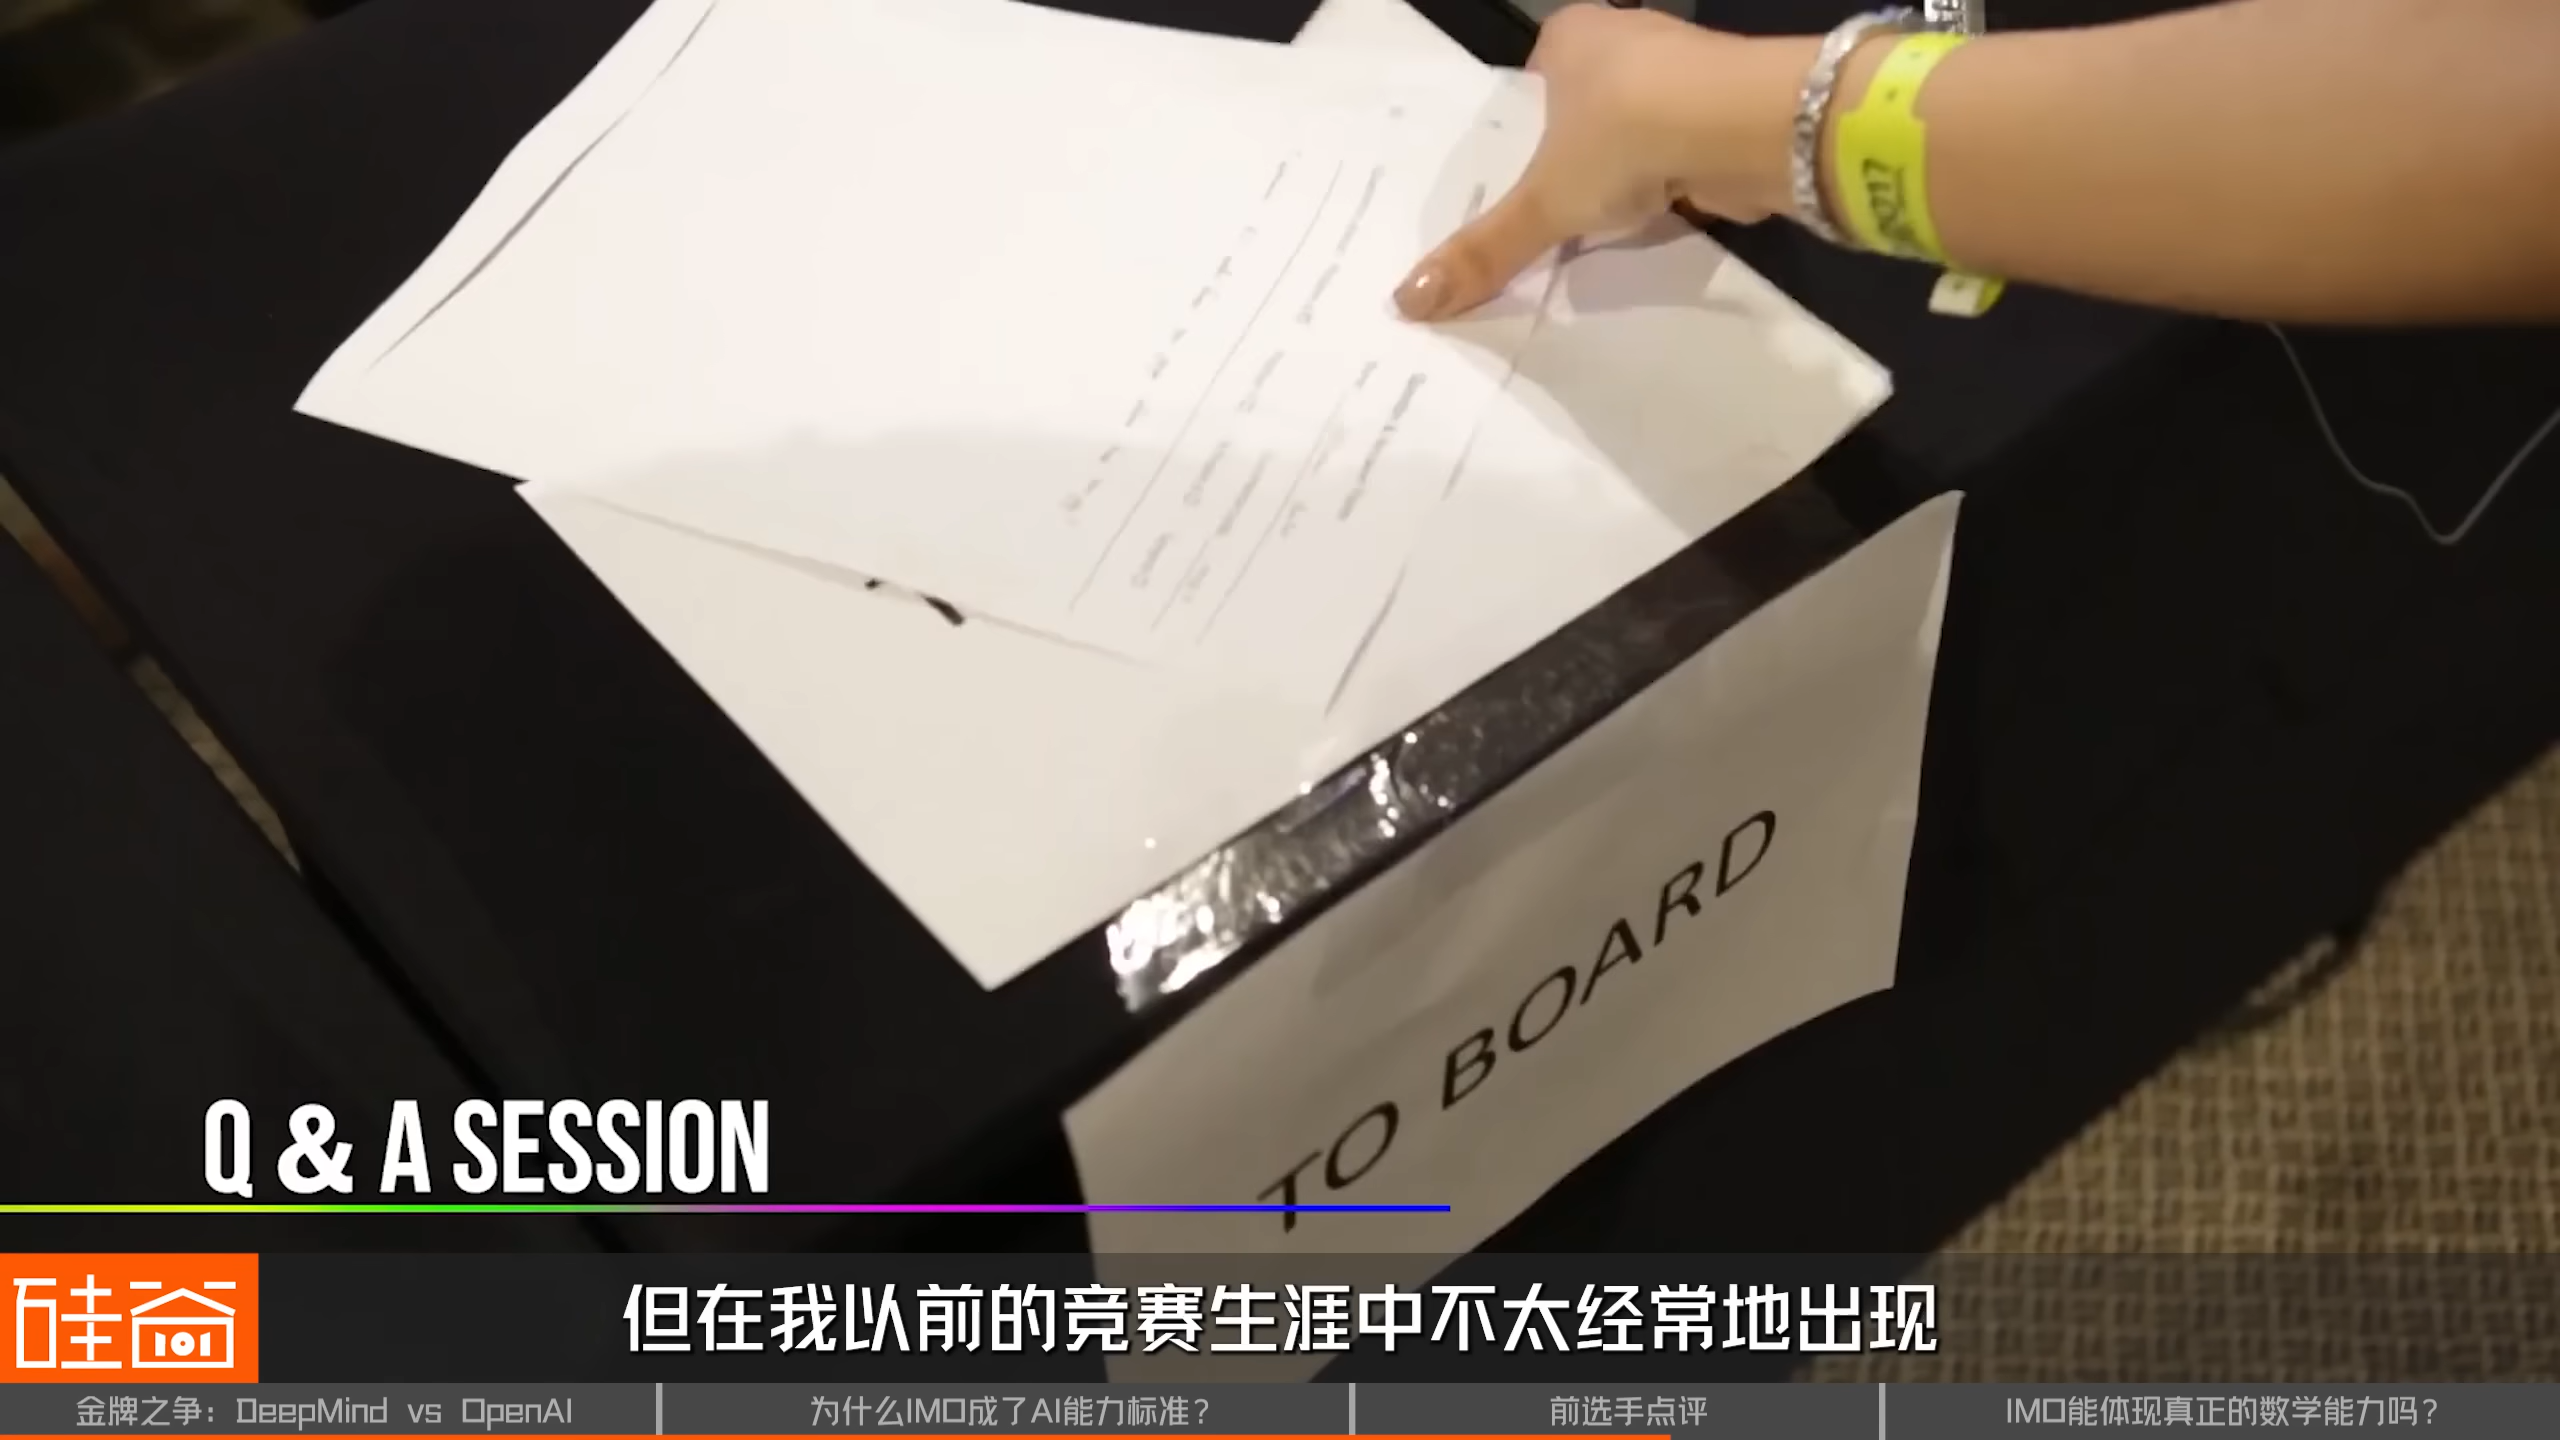 8017
TO BOARD
Q & A SESSION
硅谷
101
但在我以前的竞赛生涯中不太经常地出现
金牌之争：DeepMind vs OpenAI
为什么IMO成了AI能力标准？
前选手点评
IMO能体现真正的数学能力吗？